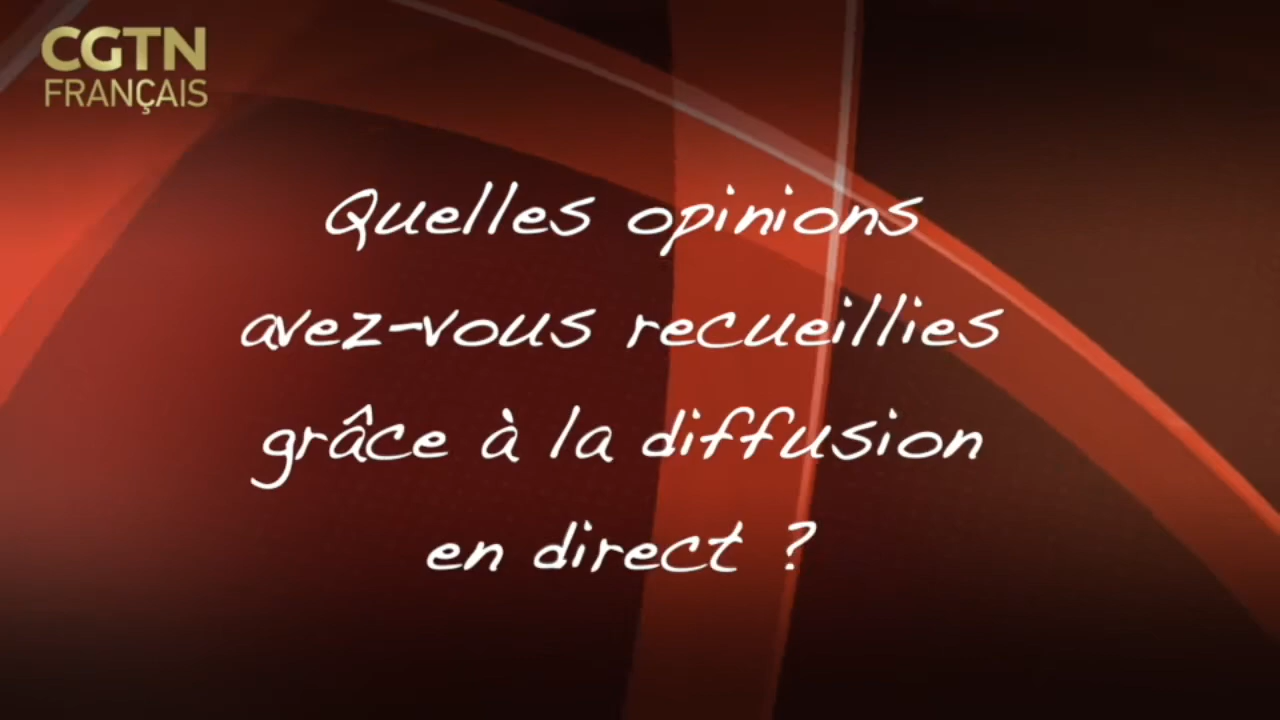 CGTN
FRANÇAIS
Quelles opinions
avez-vous recueillies
grâce à la diffusion
en direct ?